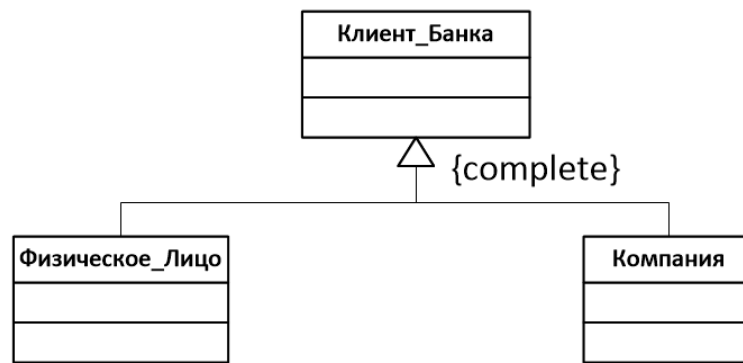 Клиент_Банка
{complete}
Физическое_Лицо
Компания